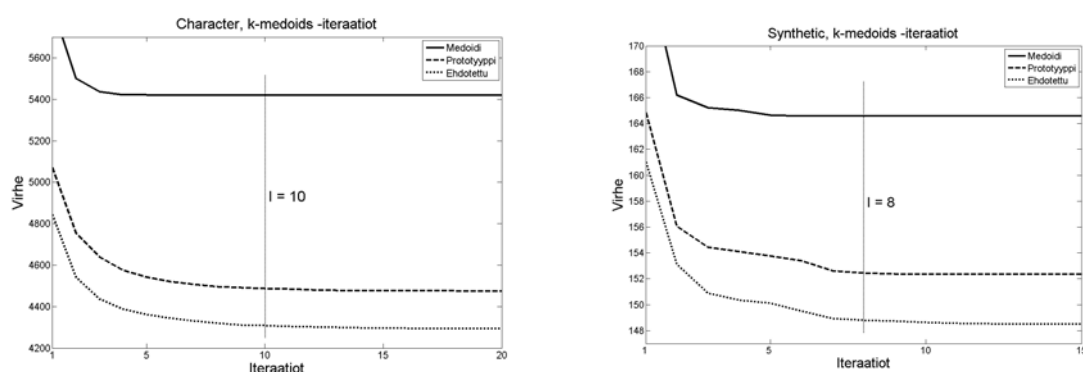 Character, k-medoids -iteraatiot
5600
5400
5200
5000
4800
4600
4400
4200
Virhe
Medoidi
Prototyyppi
Ehdotettu
I = 10
1
5
10
15
20
Iteraatiot
Synthetic, k-medoids -iteraatiot
170
168
166
164
162
160
158
156
154
152
150
148
Virhe
Medoidi
Prototyyppi
Ehdotettu
I = 8
1
5
10
15
Iteraatiot